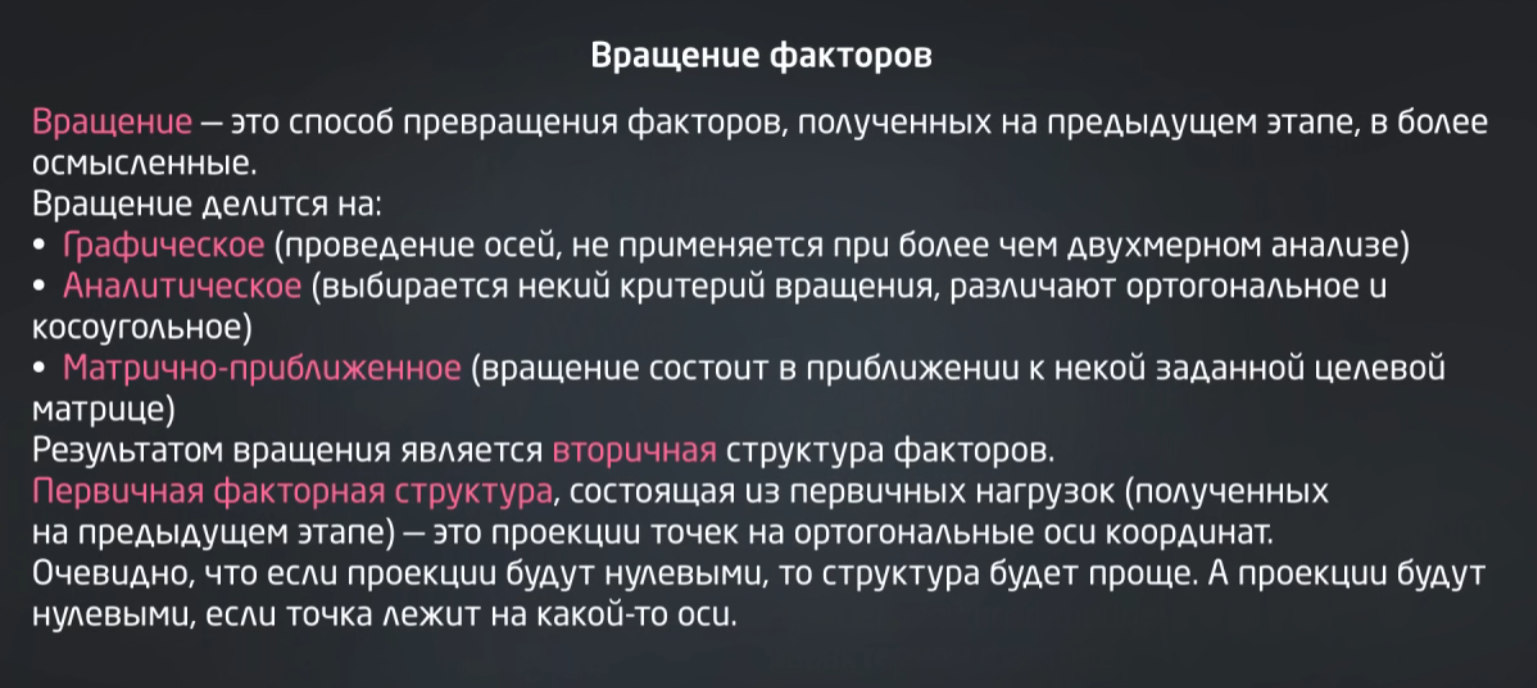 Вращение факторов
Вращение – это способ превращения факторов, полученных на предыдущем этапе, в более
осмысленные.
Вращение делится на:
• Графическое (проведение осей, не применяется при более чем двухмерном анализе)
• Аналитическое (выбирается некий критерий вращения, различают ортогональное и
косоугольное)
• Матрично-приближенное (вращение состоит в приближении к некой заданной целевой
матрице)
Результатом вращения является вторичная структура факторов.
Первичная факторная структура, состоящая из первичных нагрузок (полученных
на предыдущем этапе) – это проекции точек на ортогональные оси координат.
Очевидно, что если проекции будут нулевыми, то структура будет проще. А проекции будут
нулевыми, если точка лежит на какой-то оси.